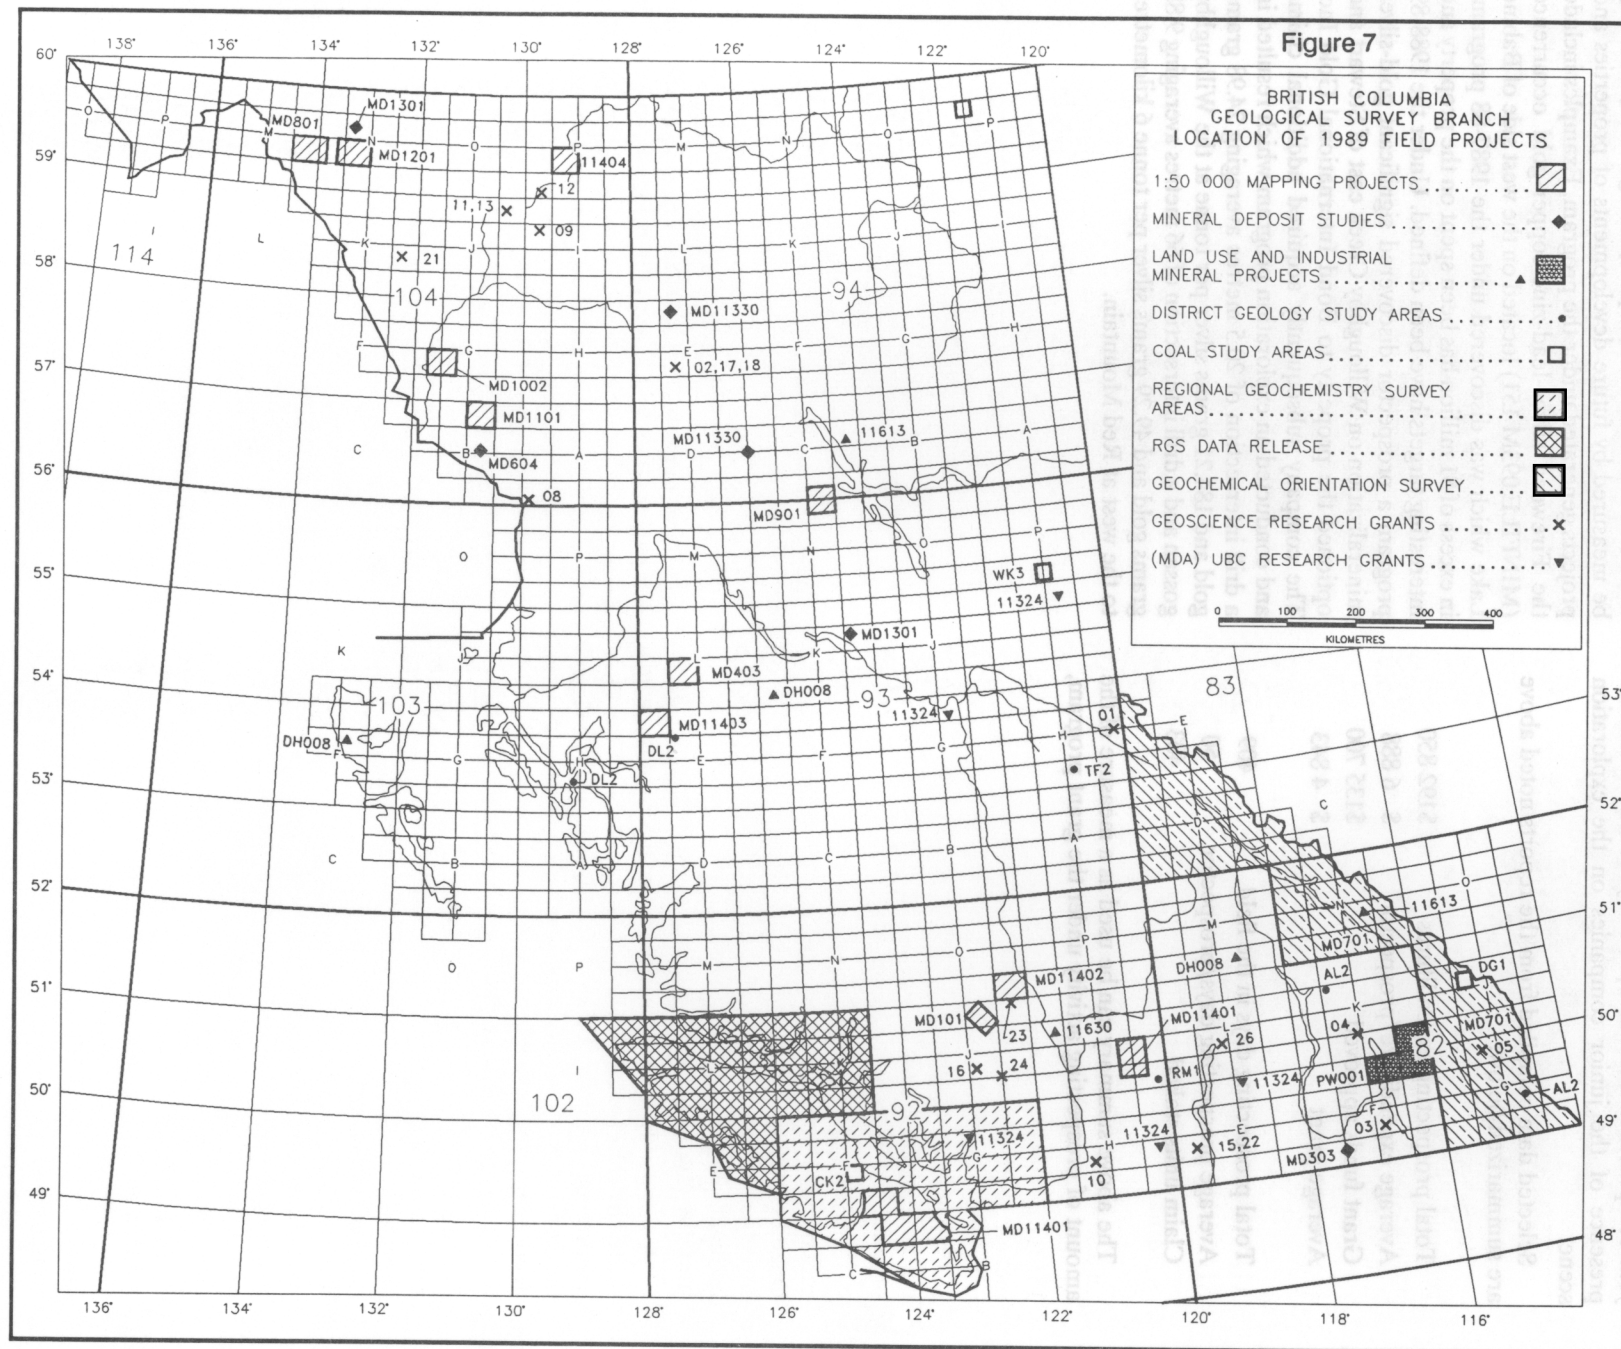 Figure 7
BRITISH COLUMBIA
GEOLOGICAL SURVEY BRANCH
LOCATION OF 1989 FIELD PROJECTS
1:50 000 MAPPING PROJECTS
MINERAL DEPOSIT STUDIES
LAND USE AND INDUSTRIAL
MINERAL PROJECTS
DISTRICT GEOLOGY STUDY AREAS
COAL STUDY AREAS
REGIONAL GEOCHEMISTRY SURVEY
AREAS
RGS DATA RELEASE
GEOCHEMICAL ORIENTATION SURVEY
GEOSCIENCE RESEARCH GRANTS
(MDA) UBC RESEARCH GRANTS
0 100 200 300 400
KILOMETRES
138° 136° 134° 132° 130° 128° 126° 124° 122° 120°
60°
59°
58°
57°
56°
55°
54°
53°
52°
51°
50°
49°
53°
52°
51°
50°
49°
48°
136° 134° 132° 130° 128° 126° 124° 122° 120° 118° 116°
MD1301
MD801
MD1201
11404
12
11,13
09
21
114
104
94
MD11330
02,17,18
MD1002
MD1101
MD604
MD11330
11613
08
MD901
WK3
11324
MD1301
MD403
DH008
93
11324
83
103
MD11403
DL2
DH008
DL2
01
TF2
11613
MD701
DH008
AL2
DG1
MD11402
MD101
23
11630
MD11401
26
04
MD701
82
05
16
24
RM1
11324
PW001
AL2
102
92
11324
11324
15,22
03
MD303
10
CK2
MD11401
O P M N O P M N O P
I L K J I L K J I
F G H E F G H
C B A D C B A
O P M N O P
K J L K J
F G H E F G H E
C B A D C B A D C
O P M N O P M N O
I L J L K J
E F G H E F G
C B